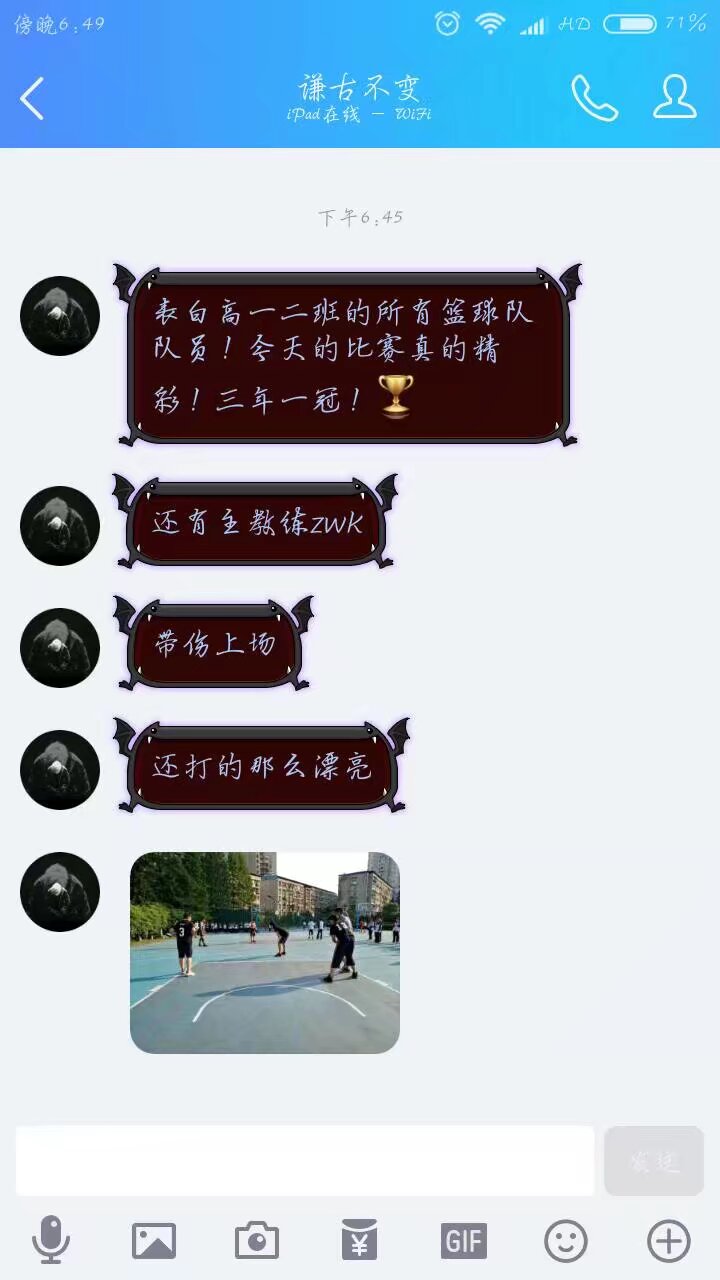 傍晚6:49
HD
71%
谦古不变
iPad在线 - WiFi
下午6:45
表白高一二班的所有篮球队
队员！今天的比赛真的精
彩！三年一冠！
还有主教练ZWK
带伤上场
还打的那么漂亮
3
发送
¥
GIF